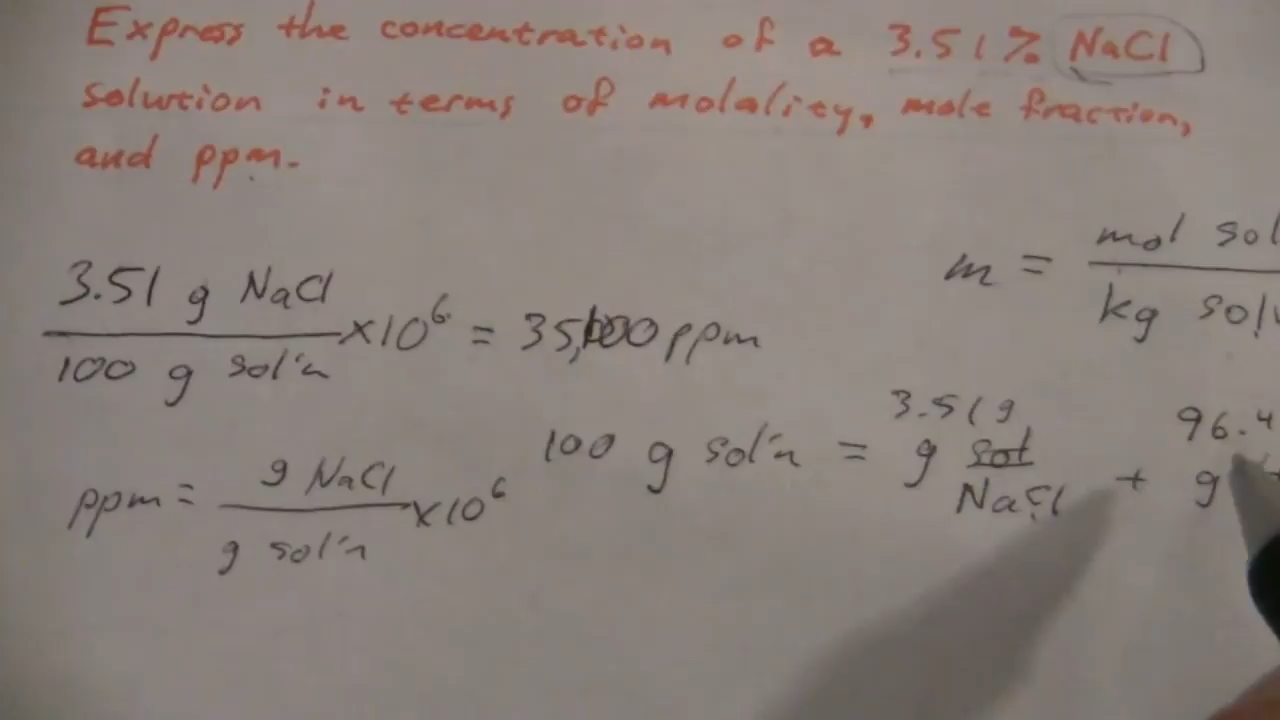 Express the concentration of a 3.51% NaCl
solution in terms of molality, mole fraction,
and ppm.
m = mol sol
kg sol
3.51 g NaCl
100 g sol'n
×10⁶ = 35,100 ppm
3.51 g
96.4
100 g sol'n = g sol + g
NaCl
ppm = g NaCl
g sol'n
×10⁶